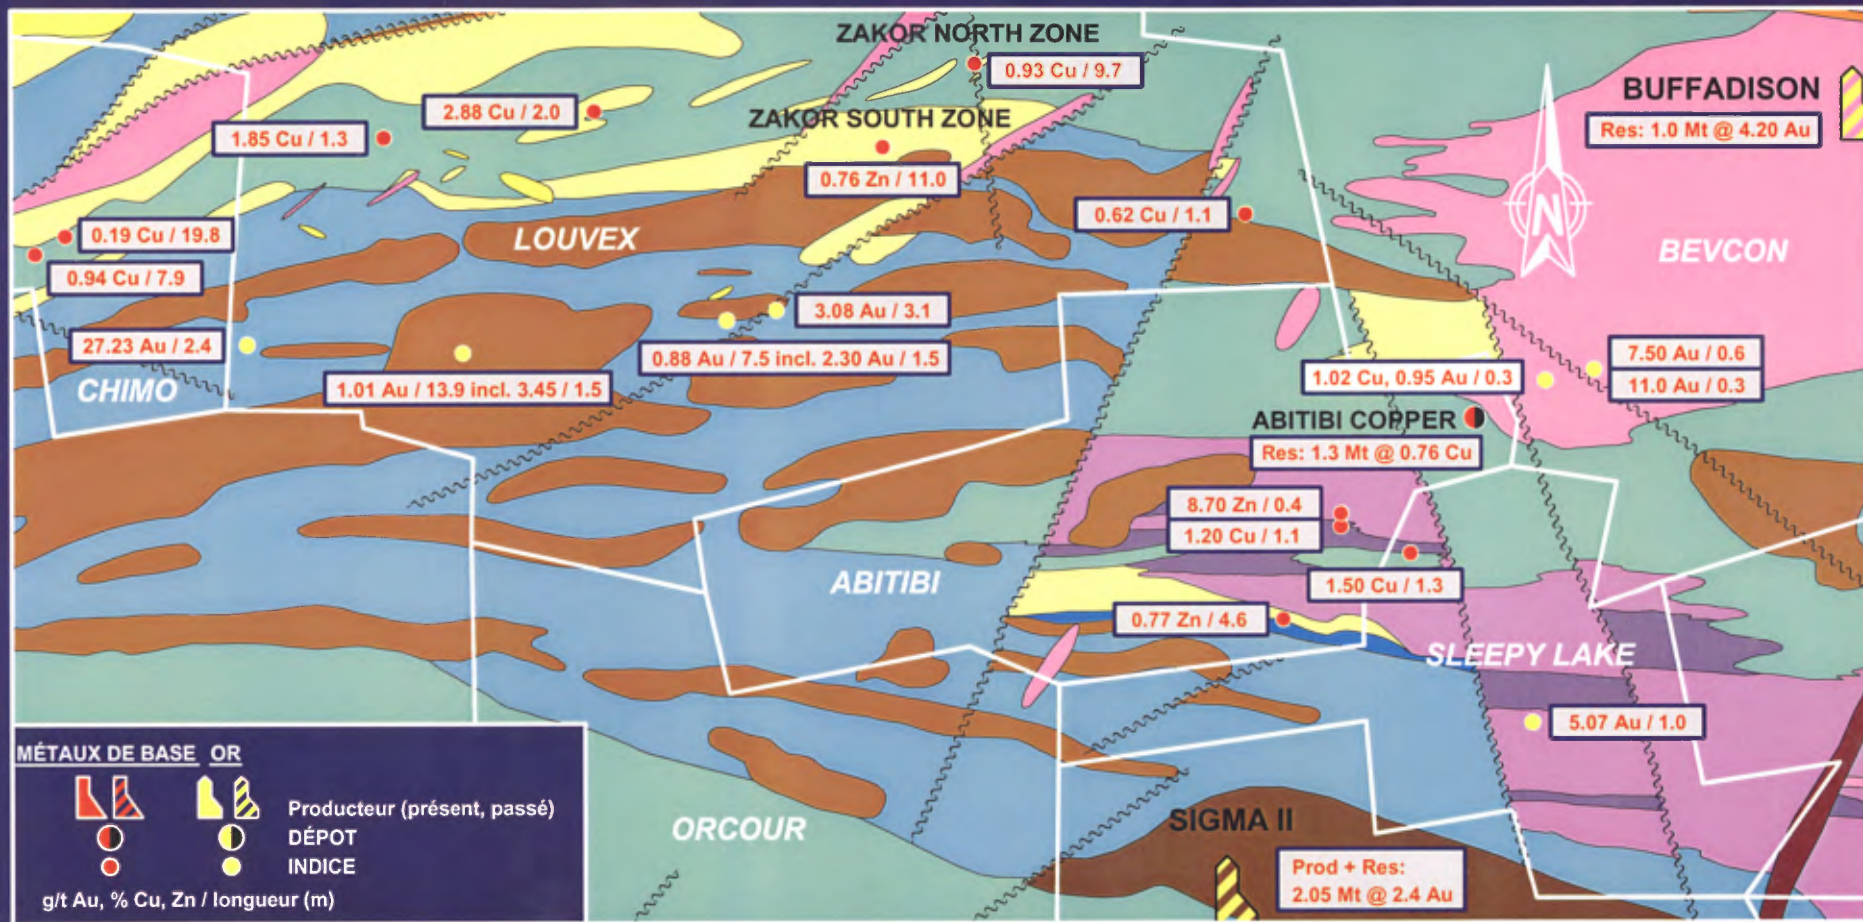 ZAKOR NORTH ZONE
0.93 Cu / 9.7
BUFFADISON
Res: 1.0 Mt @ 4.20 Au
2.88 Cu / 2.0
1.85 Cu / 1.3
ZAKOR SOUTH ZONE
0.76 Zn / 11.0
0.62 Cu / 1.1
N
0.19 Cu / 19.8
0.94 Cu / 7.9
LOUVEX
BEVCON
3.08 Au / 3.1
27.23 Au / 2.4
0.88 Au / 7.5 incl. 2.30 Au / 1.5
CHIMO
1.01 Au / 13.9 incl. 3.45 / 1.5
7.50 Au / 0.6
11.0 Au / 0.3
1.02 Cu, 0.95 Au / 0.3
ABITIBI COPPER
Res: 1.3 Mt @ 0.76 Cu
8.70 Zn / 0.4
1.20 Cu / 1.1
ABITIBI
1.50 Cu / 1.3
0.77 Zn / 4.6
SLEEPY LAKE
5.07 Au / 1.0
ORCOUR
SIGMA II
Prod + Res:
2.05 Mt @ 2.4 Au
MÉTAUX DE BASE OR
Producteur (présent, passé)
DÉPOT
INDICE
g/t Au, % Cu, Zn / longueur (m)